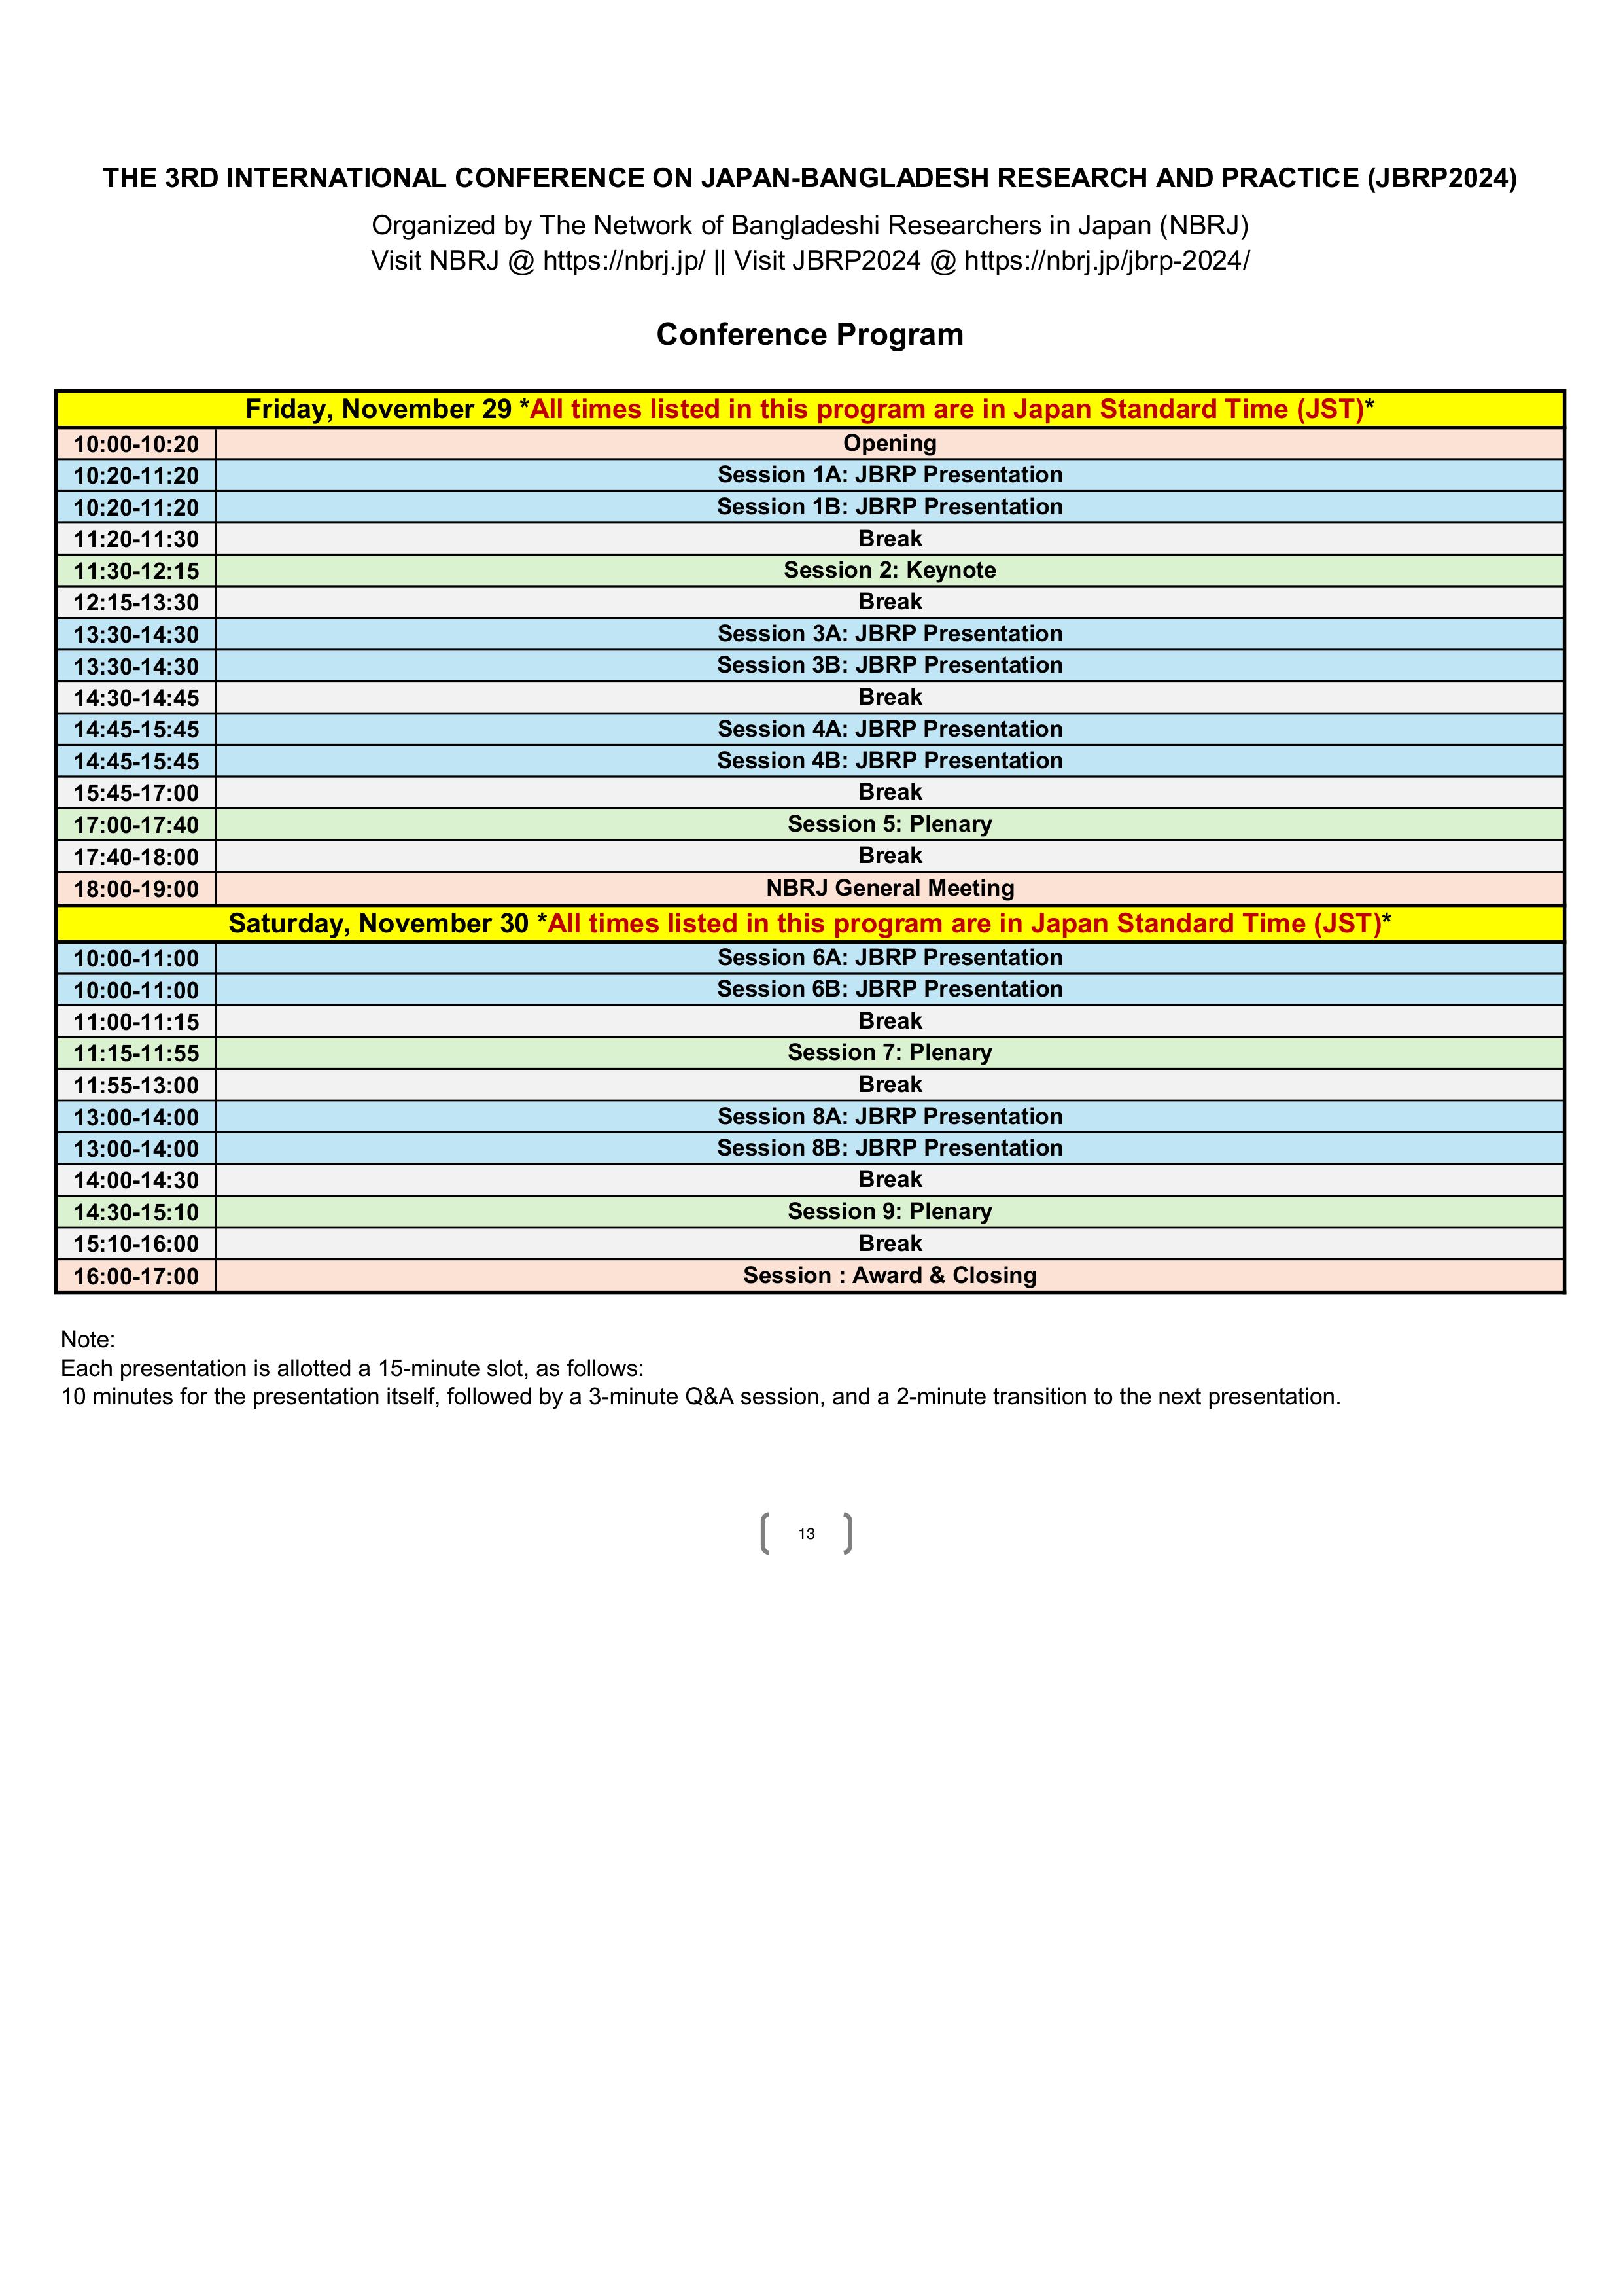 THE 3RD INTERNATIONAL CONFERENCE ON JAPAN-BANGLADESH RESEARCH AND PRACTICE (JBRP2024)
Organized by The Network of Bangladeshi Researchers in Japan (NBRJ)
Visit NBRJ @ https://nbrj.jp/ || Visit JBRP2024 @ https://nbrj.jp/jbrp-2024/
Conference Program
Friday, November 29 *All times listed in this program are in Japan Standard Time (JST)*
10:00-10:20 Opening
10:20-11:20 Session 1A: JBRP Presentation
10:20-11:20 Session 1B: JBRP Presentation
11:20-11:30 Break
11:30-12:15 Session 2: Keynote
12:15-13:30 Break
13:30-14:30 Session 3A: JBRP Presentation
13:30-14:30 Session 3B: JBRP Presentation
14:30-14:45 Break
14:45-15:45 Session 4A: JBRP Presentation
14:45-15:45 Session 4B: JBRP Presentation
15:45-17:00 Break
17:00-17:40 Session 5: Plenary
17:40-18:00 Break
18:00-19:00 NBRJ General Meeting
Saturday, November 30 *All times listed in this program are in Japan Standard Time (JST)*
10:00-11:00 Session 6A: JBRP Presentation
10:00-11:00 Session 6B: JBRP Presentation
11:00-11:15 Break
11:15-11:55 Session 7: Plenary
11:55-13:00 Break
13:00-14:00 Session 8A: JBRP Presentation
13:00-14:00 Session 8B: JBRP Presentation
14:00-14:30 Break
14:30-15:10 Session 9: Plenary
15:10-16:00 Break
16:00-17:00 Session : Award & Closing
Note:
Each presentation is allotted a 15-minute slot, as follows:
10 minutes for the presentation itself, followed by a 3-minute Q&A session, and a 2-minute transition to the next presentation.
13